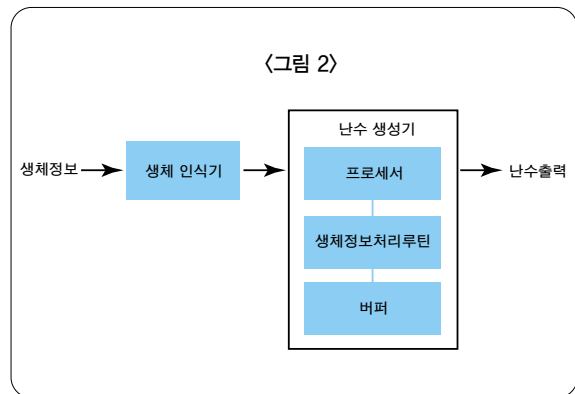 〈그림 2〉
난수 생성기
생체정보
생체 인식기
프로세서
난수출력
생체정보처리루틴
버퍼